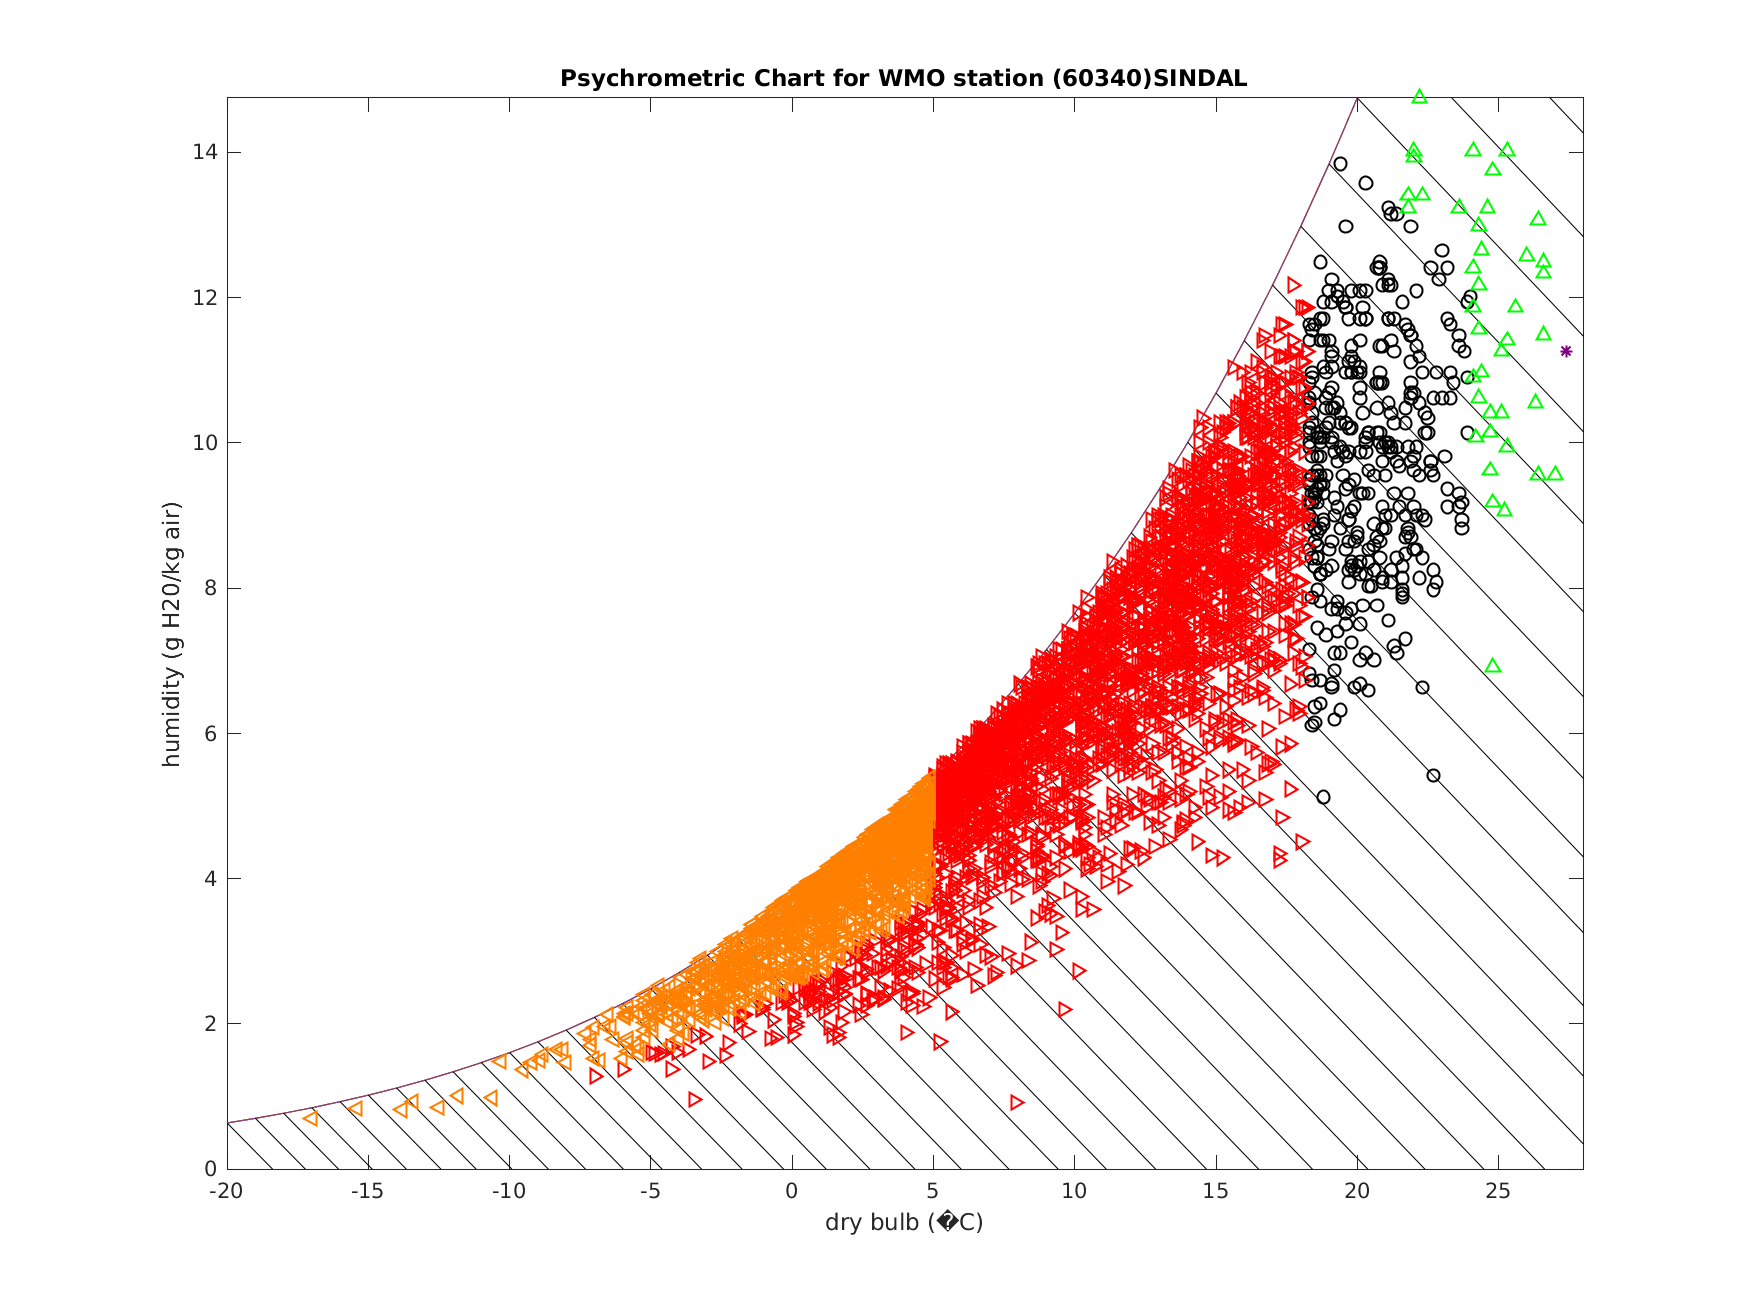 Psychrometric Chart for WMO station (60340)SINDAL
humidity (g H20/kg air)
14
12
10
8
6
4
2
0
-20 -15 -10 -5 0 5 10 15 20 25
dry bulb (�C)